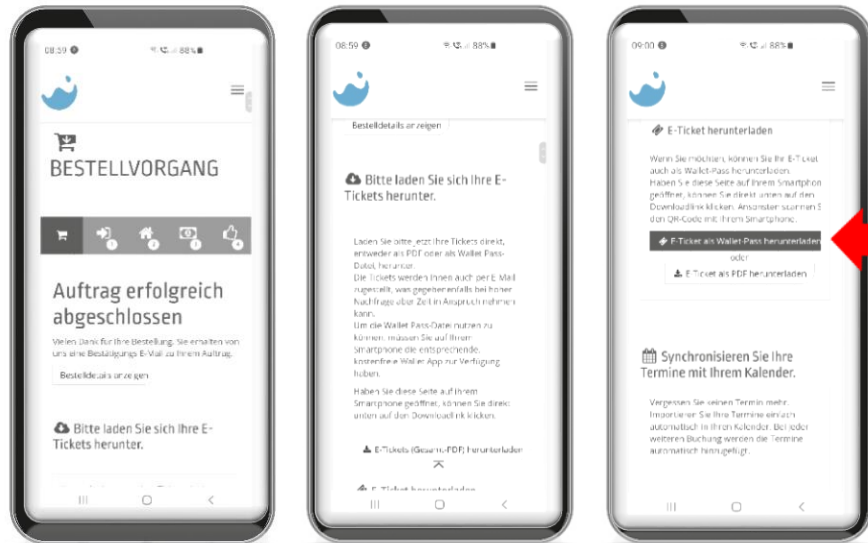 08:59
88%
BESTELLVORGANG
Auftrag erfolgreich
abgeschlossen
Vielen Dank für Ihre Bestellung. Sie erhalten von
uns eine Bestätigungs E-Mail zu Ihrem Auftrag.
Bestelldetails anzeigen
Bitte laden Sie sich Ihre E-
Tickets herunter.
08:59
88%
Bestelldetails anzeigen
Bitte laden Sie sich Ihre E-
Tickets herunter.
Laden Sie bitte jetzt Ihre Tickets direkt,
entweder als PDF oder als Wallet Pass-
Datei, herunter.
Die Tickets werden Ihnen auch per E Mail
zugestellt, was gegebenenfalls bei hoher
Nachfrage aber Zeit in Anspruch nehmen
kann.
Um die Wallet Pass-Datei nutzen zu
können, müssen Sie auf Ihrem
Smartphone die entsprechende,
kostenfreie Wallet App zur Verfügung
haben.
Haben Sie diese Seite auf Ihrem
Smartphone geöffnet, können Sie direkt
unten auf den Downloadlink klicken.
E-Tickets (Gesamt-PDF) herunterladen
09:00
88%
E-Ticket herunterladen
Wenn Sie möchten, können Sie Ihr E-Ticket
auch als Wallet-Pass herunterladen.
Haben Sie diese Seite auf Ihrem Smartphon
geöffnet, können Sie direkt unten auf den
Downloadlink klicken. Ansonsten scannen S
den QR-Code mit Ihrem Smartphone.
E-Ticket als Wallet-Pass herunterladen
oder
E-Ticket als PDF herunterladen
Synchronisieren Sie Ihre
Termine mit Ihrem Kalender.
Vergessen Sie keinen Termin mehr.
Importieren Sie Ihre Termine einfach
automatisch in Ihren Kalender. Bei jeder
weiteren Buchung werden die Termine
automatisch hinzugefügt.